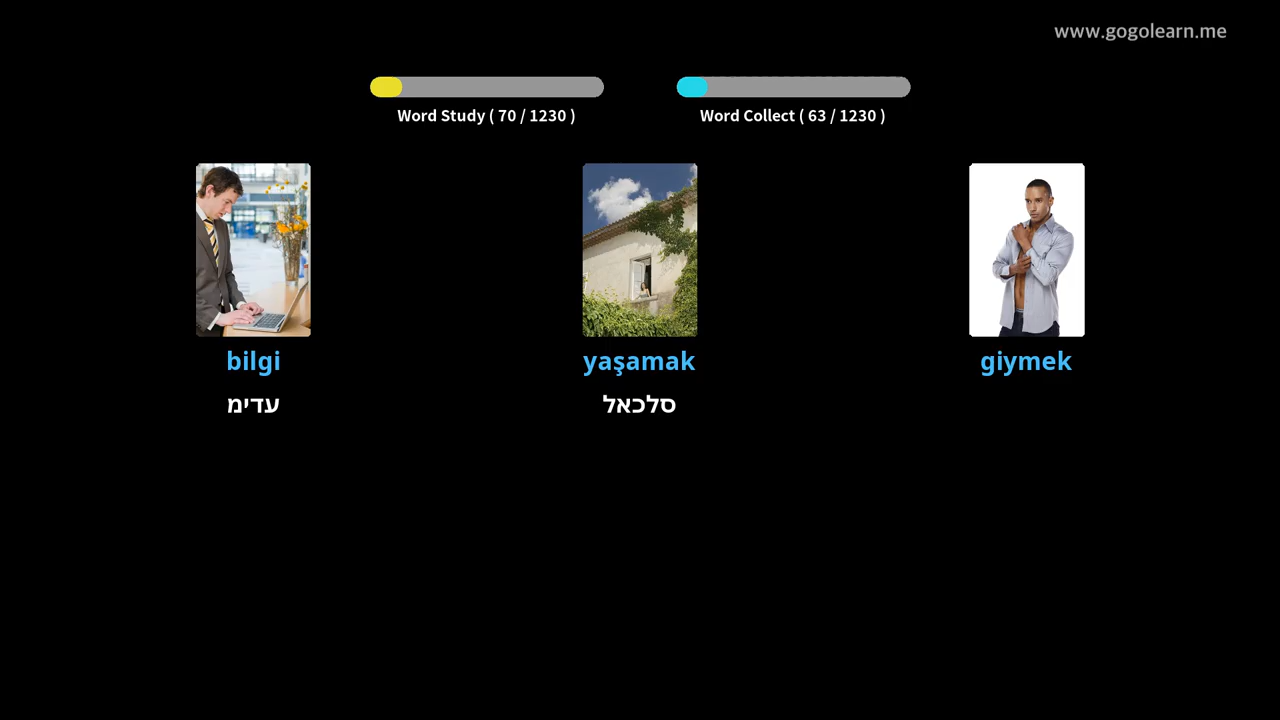 www.gogolearn.me
Word Study ( 70 / 1230 )
Word Collect ( 63 / 1230 )
bilgi
yaşamak
giymek
עדימ
סלכאל